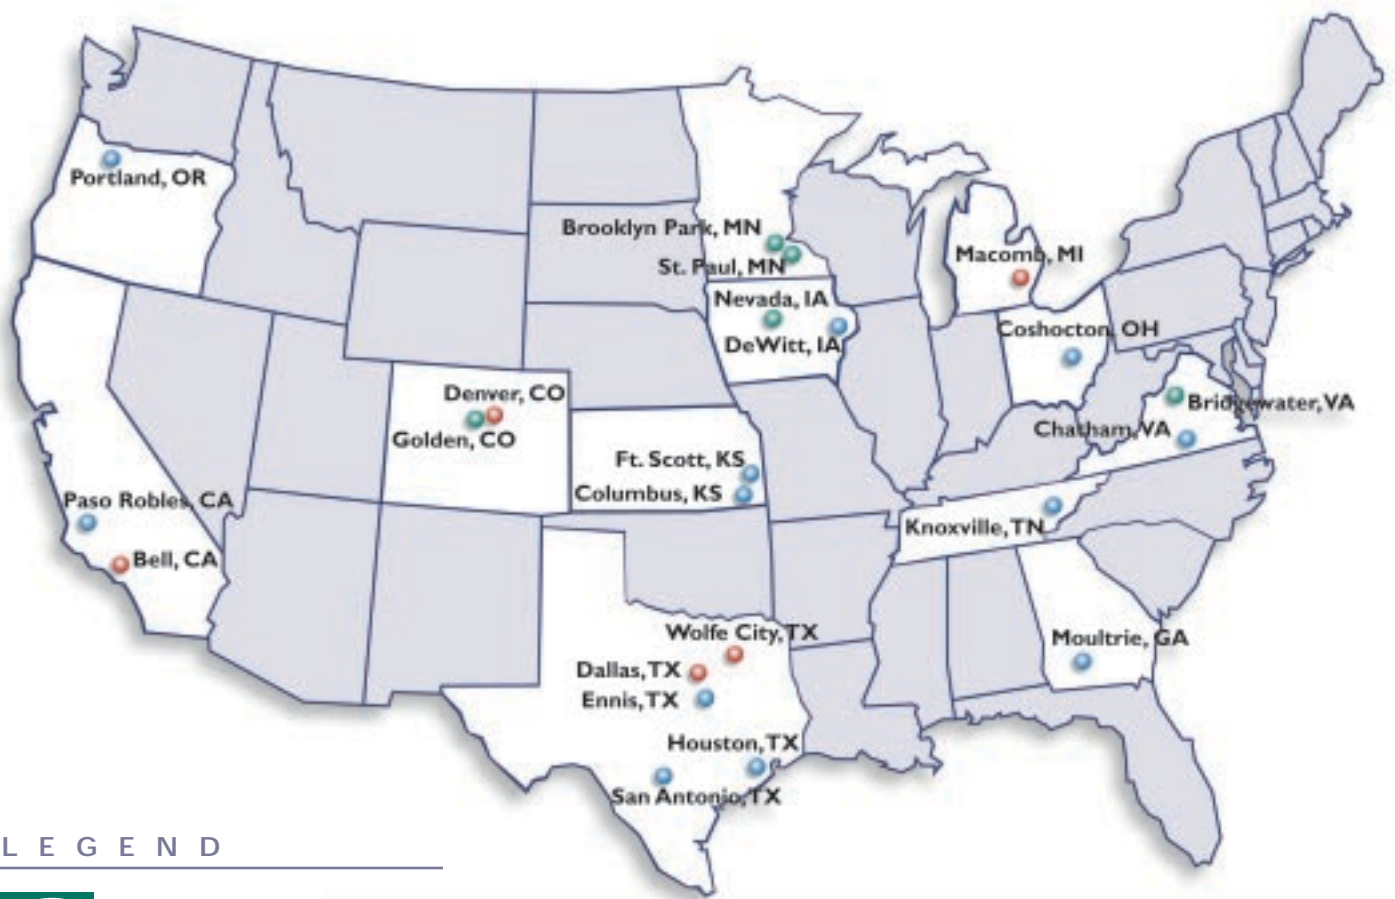 Portland, OR
Brooklyn Park, MN
St. Paul, MN
Macomb, MI
Nevada, IA
DeWitt, IA
Coshocton, OH
Denver, CO
Golden, CO
Bridgewater, VA
Chatham, VA
Ft. Scott, KS
Columbus, KS
Paso Robles, CA
Knoxville, TN
Bell, CA
Wolfe City, TX
Moultrie, GA
Dallas, TX
Ennis, TX
Houston, TX
San Antonio, TX
LEGEND